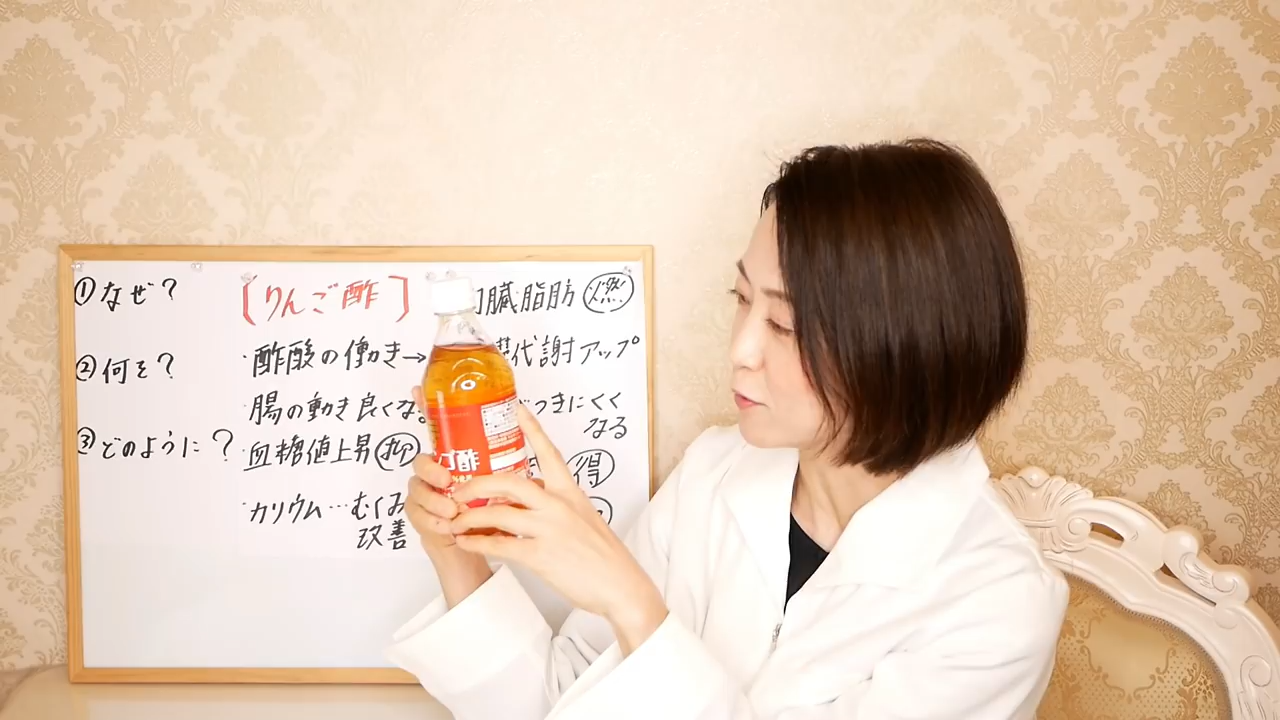 ①なぜ?
【りんご酢】
臓脂肪 燃
②何を?
・酢酸の働き→
代謝アップ
・腸の動き良くな
つきにくく
なる
③どのように?
・血糖値上昇 抑
得
・カリウム…むくみ
改善
ンゴ酢